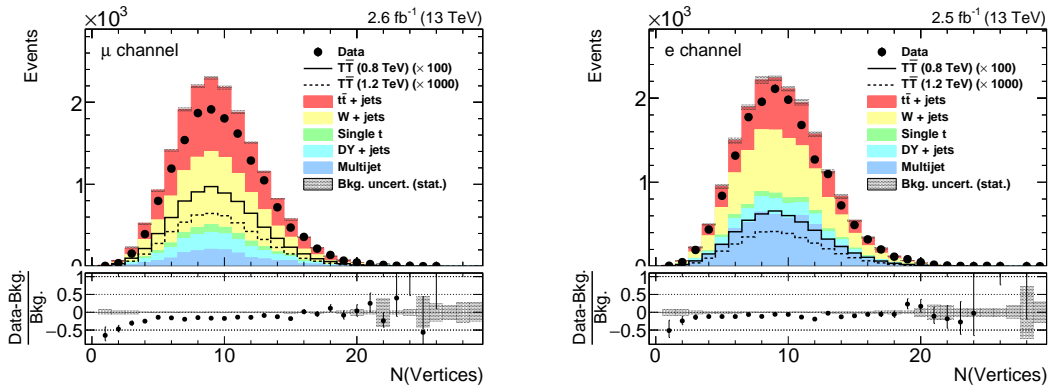 ×10³
2.6 fb⁻¹ (13 TeV)
Events
μ channel
Data
TT̅ (0.8 TeV) (× 100)
TT̅ (1.2 TeV) (× 1000)
tt̅ + jets
W + jets
Single t
DY + jets
Multijet
Bkg. uncert. (stat.)
2
1
0
Data-Bkg.
Bkg.
1
0.5
0
−0.5
0
10
20
N(Vertices)
×10³
2.5 fb⁻¹ (13 TeV)
Events
e channel
Data
TT̅ (0.8 TeV) (× 100)
TT̅ (1.2 TeV) (× 1000)
tt̅ + jets
W + jets
Single t
DY + jets
Multijet
Bkg. uncert. (stat.)
2
1
0
Data-Bkg.
Bkg.
1
0.5
0
−0.5
0
10
20
N(Vertices)